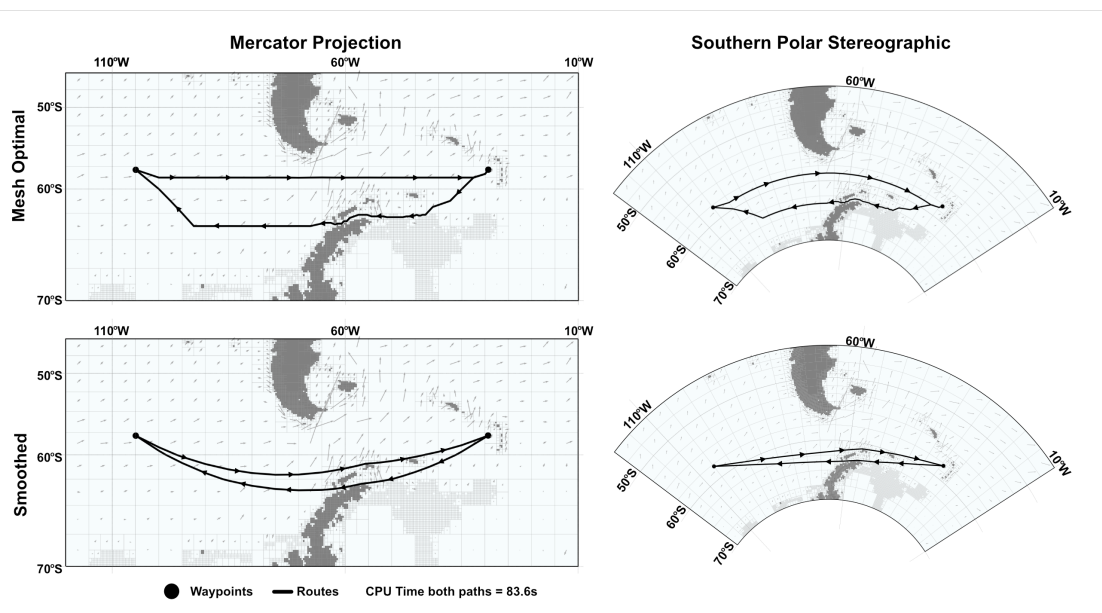 Mercator Projection
Southern Polar Stereographic
110°W 60°W 10°W
Mesh Optimal
50°S
60°S
70°S
60°W
110°W
10°W
50°S
60°S
70°S
110°W 60°W 10°W
Smoothed
50°S
60°S
70°S
60°W
110°W
10°W
50°S
60°S
70°S
Waypoints Routes CPU Time both paths = 83.6s